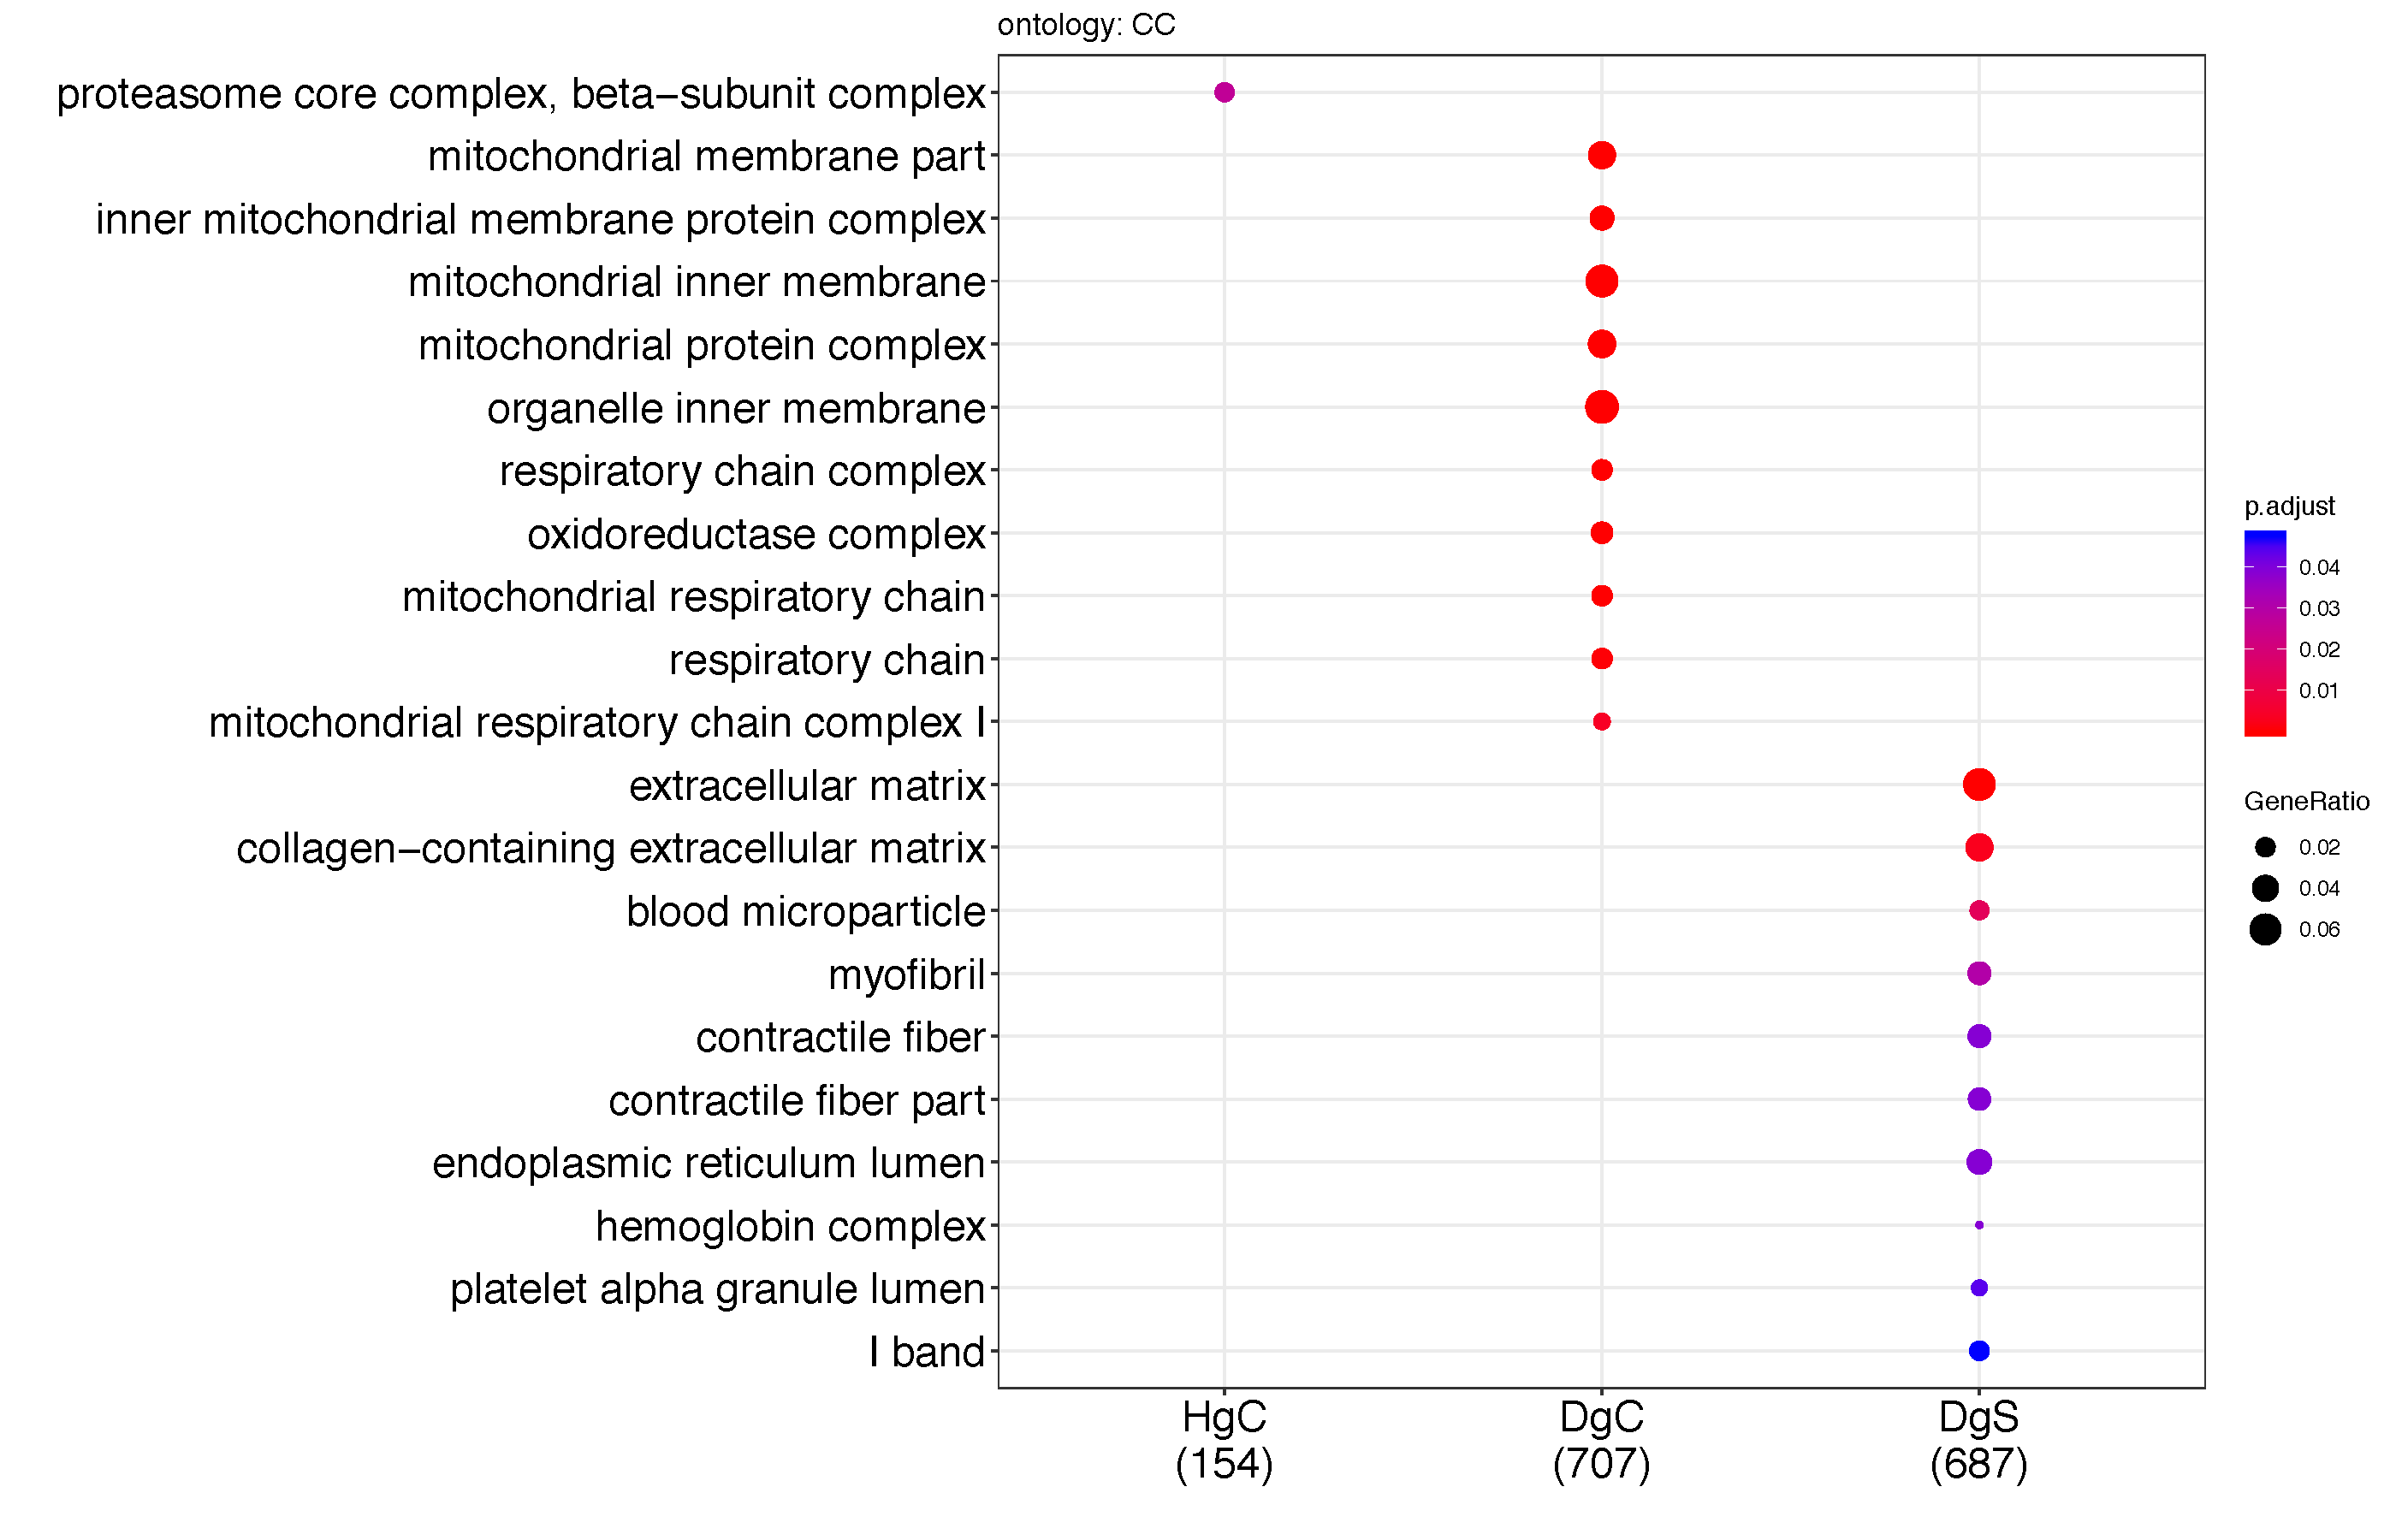 ontology: CC
proteasome core complex, beta−subunit complex
mitochondrial membrane part
inner mitochondrial membrane protein complex
mitochondrial inner membrane
mitochondrial protein complex
organelle inner membrane
respiratory chain complex
oxidoreductase complex
mitochondrial respiratory chain
respiratory chain
mitochondrial respiratory chain complex I
extracellular matrix
collagen−containing extracellular matrix
blood microparticle
myofibril
contractile fiber
contractile fiber part
endoplasmic reticulum lumen
hemoglobin complex
platelet alpha granule lumen
I band
HgC
(154)
DgC
(707)
DgS
(687)
p.adjust
0.04
0.03
0.02
0.01
GeneRatio
0.02
0.04
0.06